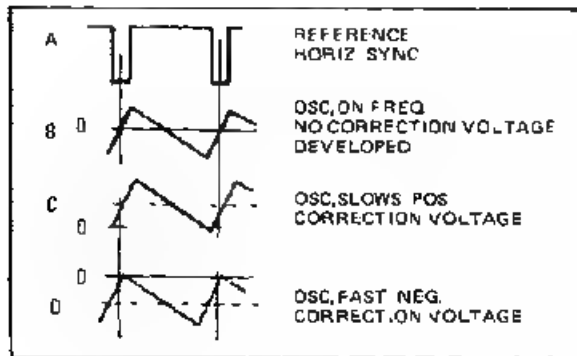 A
REFERENCE
HORIZ SYNC
B 0
OSC, ON FREQ
NO CORRECTION VOLTAGE
DEVELOPED
C
0
OSC, SLOWS POS
CORRECTION VOLTAGE
0
D
OSC, FAST NEG.
CORRECTION VOLTAGE